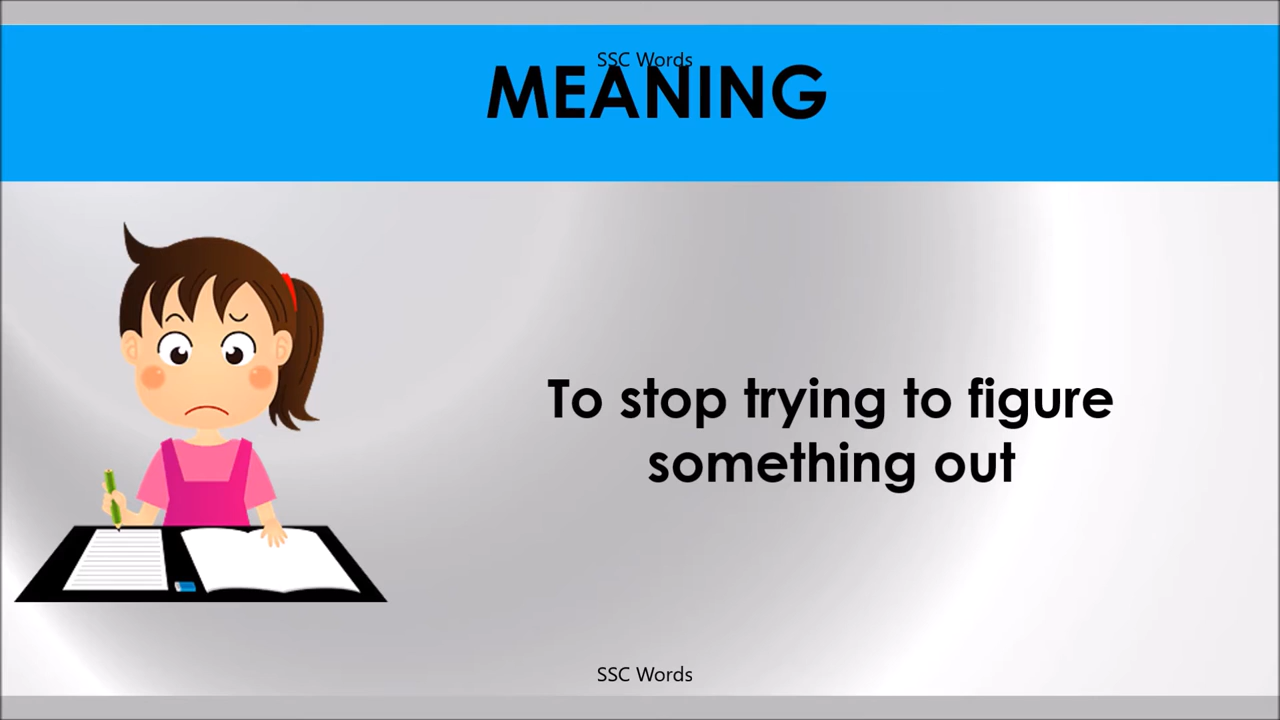 SSC Words
MEANING
To stop trying to figure
something out
SSC Words